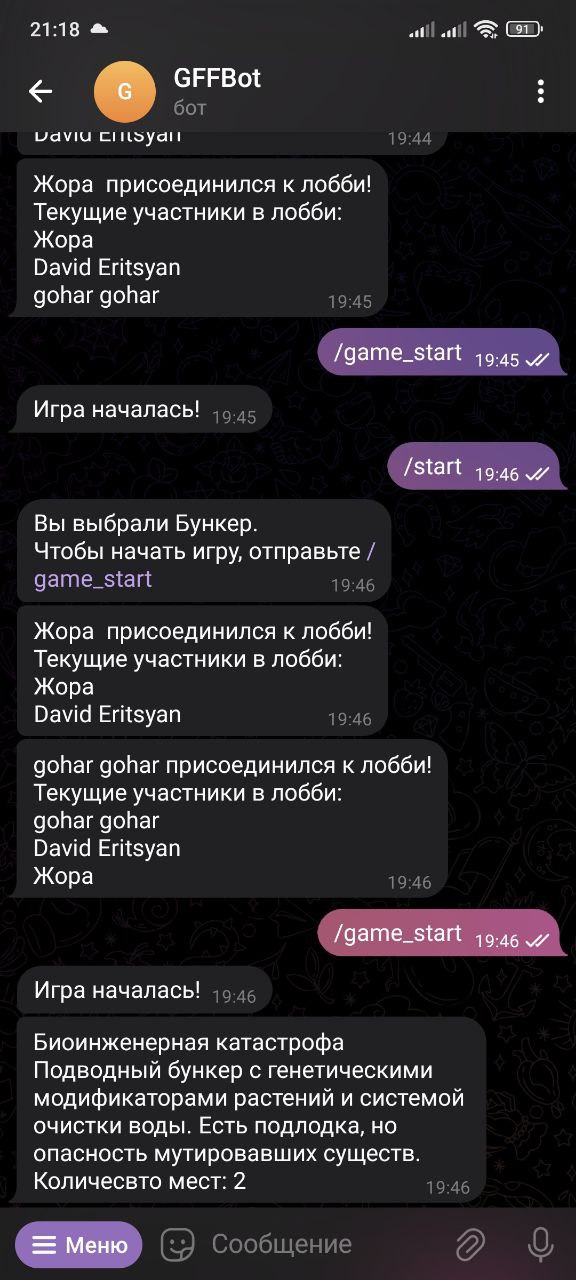 21:18
91
G
GFFBot
бот
David Eritsyan
19:44
Жора присоединился к лобби!
Текущие участники в лобби:
Жора
David Eritsyan
gohar gohar
19:45
/game_start 19:45
Игра началась! 19:45
/start 19:46
Вы выбрали Бункер.
Чтобы начать игру, отправьте /
game_start
19:46
Жора присоединился к лобби!
Текущие участники в лобби:
Жора
David Eritsyan
19:46
gohar gohar присоединился к лобби!
Текущие участники в лобби:
gohar gohar
David Eritsyan
Жора
19:46
/game_start 19:46
Игра началась! 19:46
Биоинженерная катастрофа
Подводный бункер с генетическими
модификаторами растений и системой
очистки воды. Есть подлодка, но
опасность мутировавших существ.
Количесвто мест: 2
19:46
Меню
Сообщение